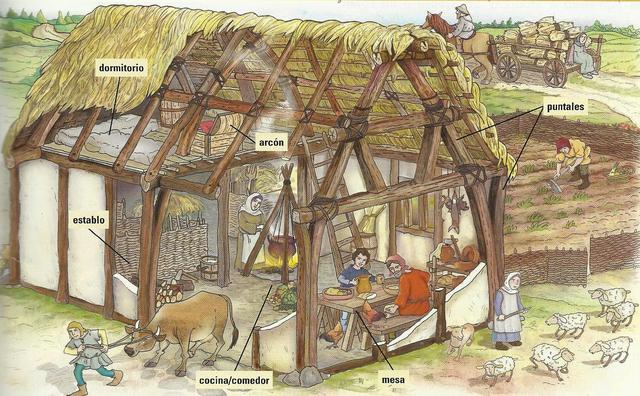 dormitorio
puntales
arcón
establo
cocina/comedor
mesa